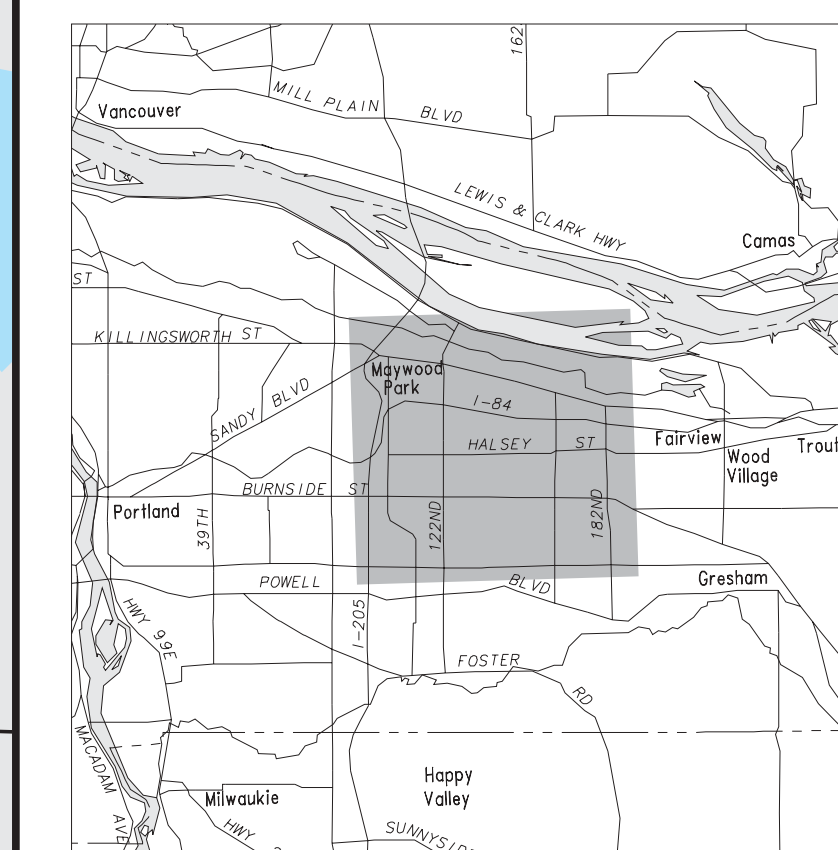 162
MILL PLAIN BLVD
Vancouver
LEWIS & CLARK HWY
Camas
ST
KILLINGSWORTH ST
Maywood
Park
SANDY BLVD
I-84
HALSEY ST
Fairview
Wood
Village
Trout
BURNSIDE ST
Portland
39TH
122ND
182ND
POWELL BLVD
Gresham
I-205
HWY 99E
FOSTER RD
MACADAM AVE
Happy
Valley
Milwaukie
HWY
SUNNYSI